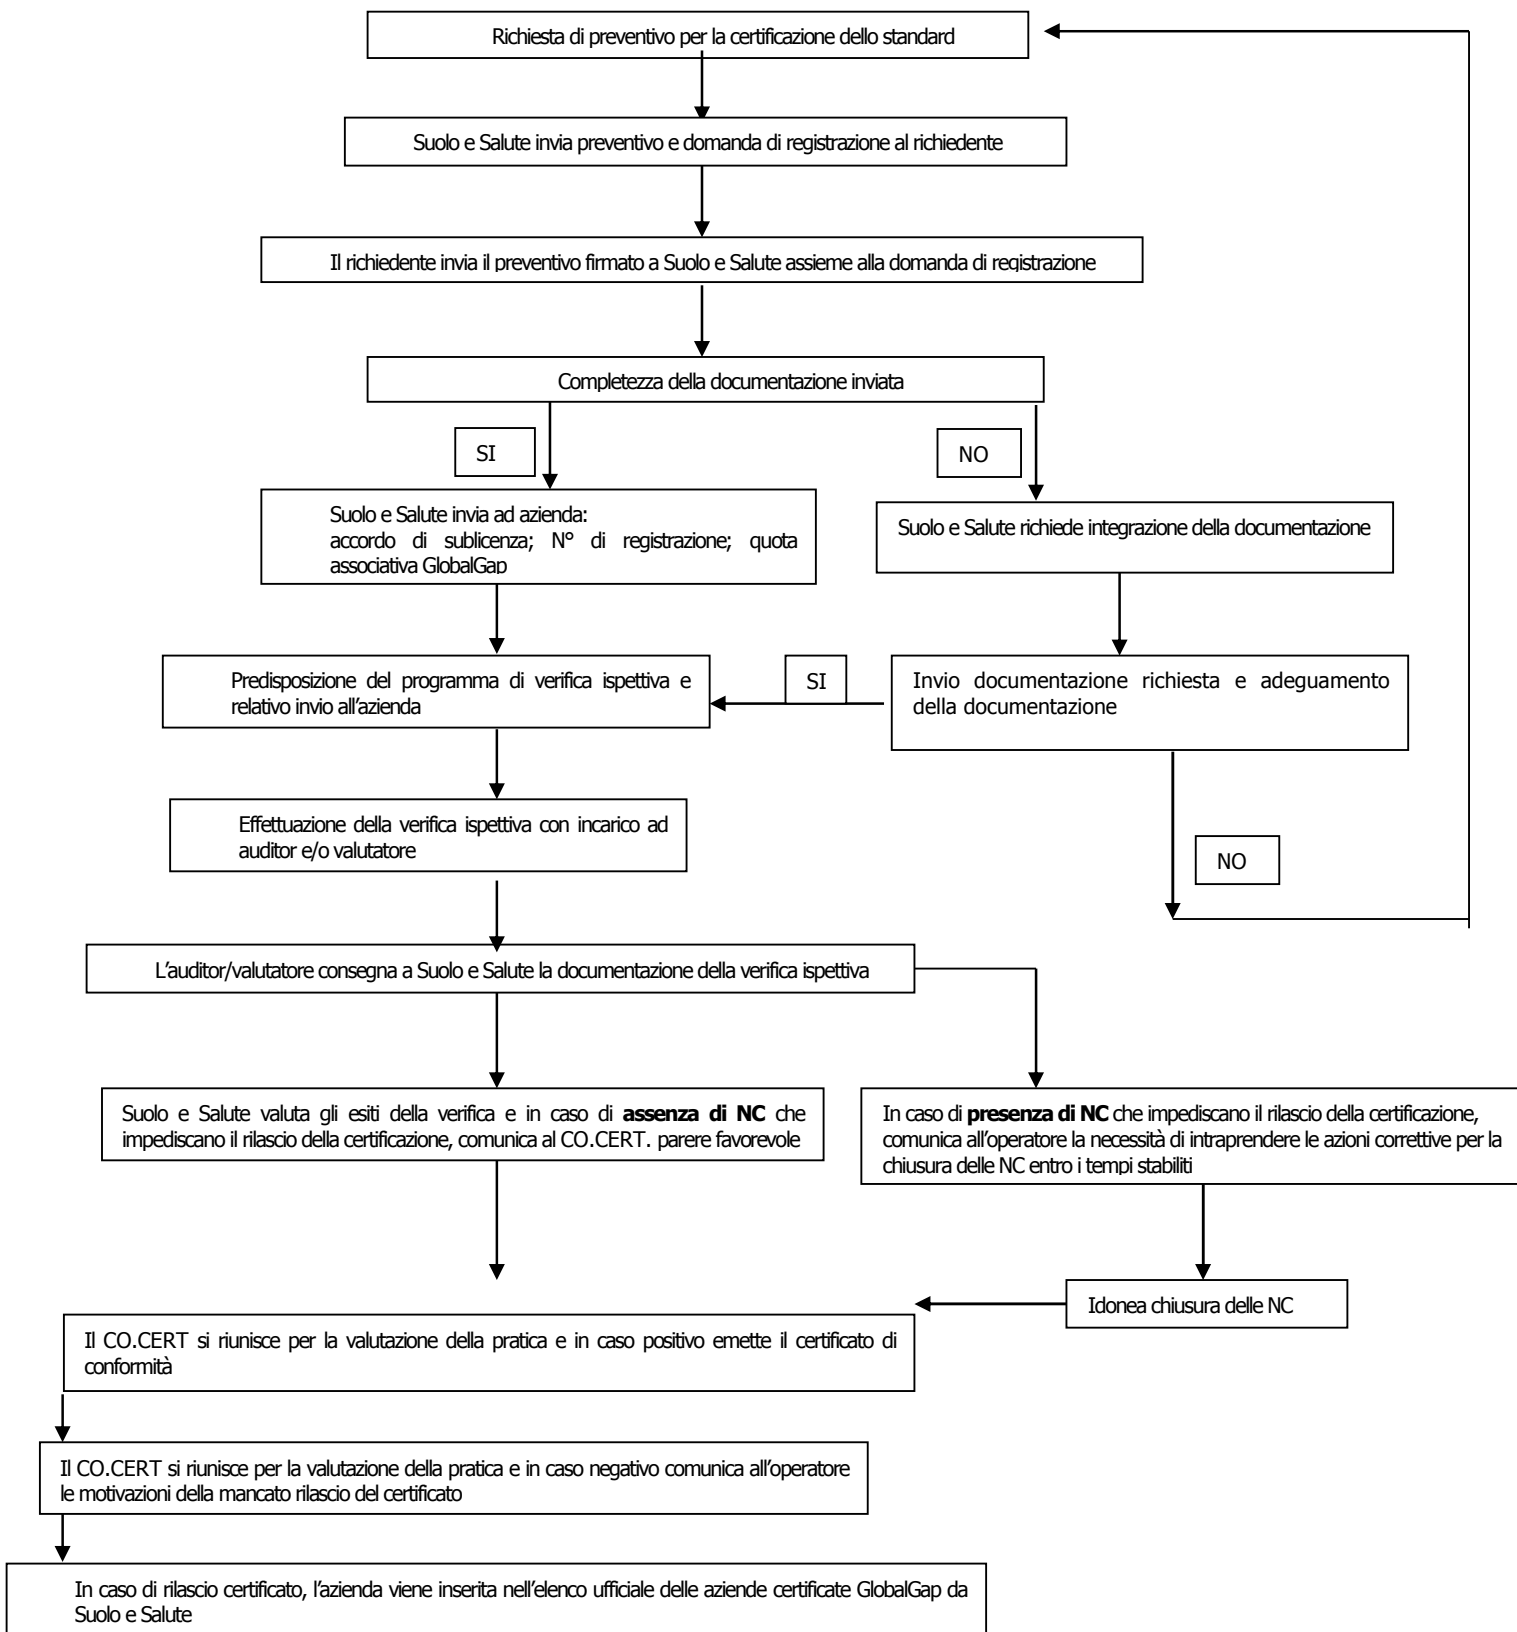 Richiesta di preventivo per la certificazione dello standard
Suolo e Salute invia preventivo e domanda di registrazione al richiedente
Il richiedente invia il preventivo firmato a Suolo e Salute assieme alla domanda di registrazione
Completezza della documentazione inviata
SI
NO
Suolo e Salute invia ad azienda:
accordo di sublicenza; N° di registrazione; quota
associativa GlobalGap
Suolo e Salute richiede integrazione della documentazione
Predisposizione del programma di verifica ispettiva e
relativo invio all'azienda
SI
Invio documentazione richiesta e adeguamento
della documentazione
Effettuazione della verifica ispettiva con incarico ad
auditor e/o valutatore
NO
L'auditor/valutatore consegna a Suolo e Salute la documentazione della verifica ispettiva
Suolo e Salute valuta gli esiti della verifica e in caso di assenza di NC che
impediscano il rilascio della certificazione, comunica al CO.CERT. parere favorevole
In caso di presenza di NC che impediscano il rilascio della certificazione,
comunica all'operatore la necessità di intraprendere le azioni correttive per la
chiusura delle NC entro i tempi stabiliti
Idonea chiusura delle NC
Il CO.CERT si riunisce per la valutazione della pratica e in caso positivo emette il certificato di
conformità
Il CO.CERT si riunisce per la valutazione della pratica e in caso negativo comunica all'operatore
le motivazioni della mancato rilascio del certificato
In caso di rilascio certificato, l'azienda viene inserita nell'elenco ufficiale delle aziende certificate GlobalGap da
Suolo e Salute